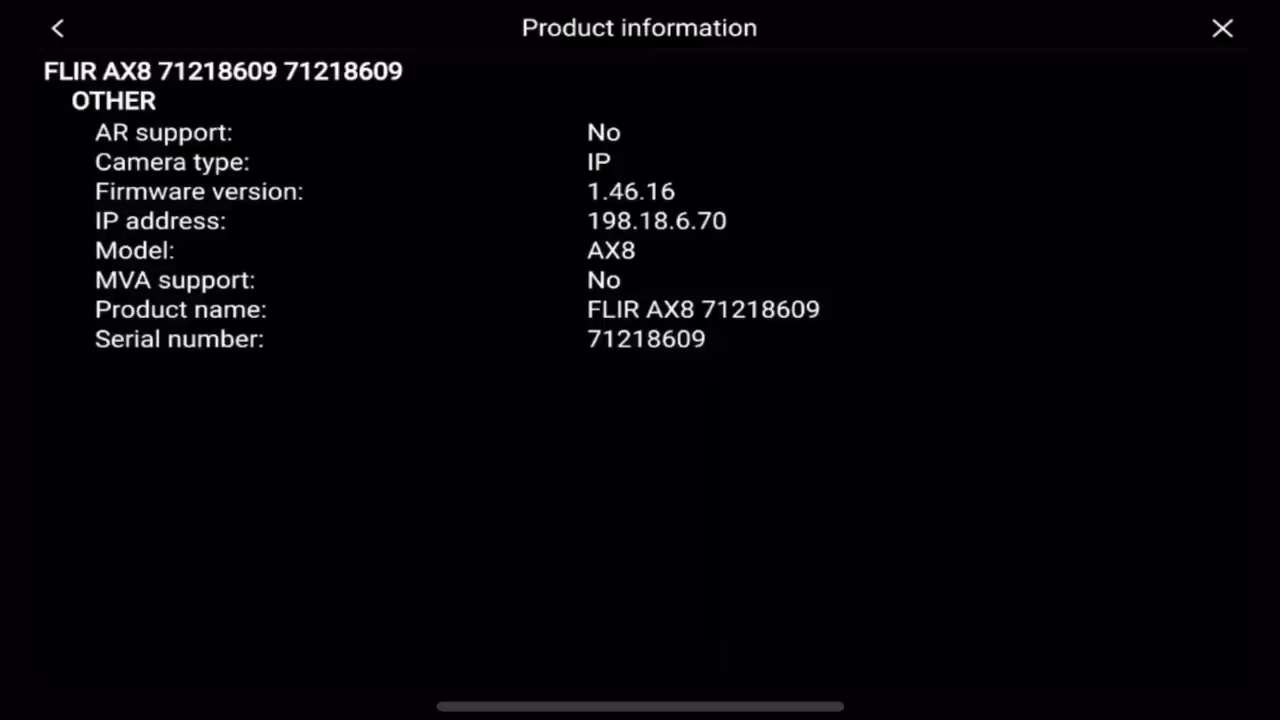 Product information
FLIR AX8 71218609 71218609
OTHER
AR support: No
Camera type: IP
Firmware version: 1.46.16
IP address: 198.18.6.70
Model: AX8
MVA support: No
Product name: FLIR AX8 71218609
Serial number: 71218609